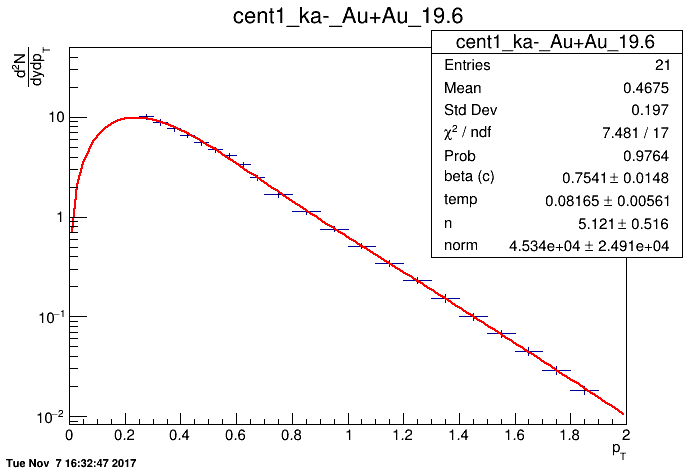 cent1_ka-_Au+Au_19.6
cent1_ka-_Au+Au_19.6
Entries 21
Mean 0.4675
Std Dev 0.197
χ² / ndf 7.481 / 17
Prob 0.9764
beta (c) 0.7541 ± 0.0148
temp 0.08165 ± 0.00561
n 5.121 ± 0.516
norm 4.534e+04 ± 2.491e+04
d²N
dydp_T
10
1
10⁻¹
10⁻²
0 0.2 0.4 0.6 0.8 1 1.2 1.4 1.6 1.8 2
p_T
Tue Nov 7 16:32:47 2017